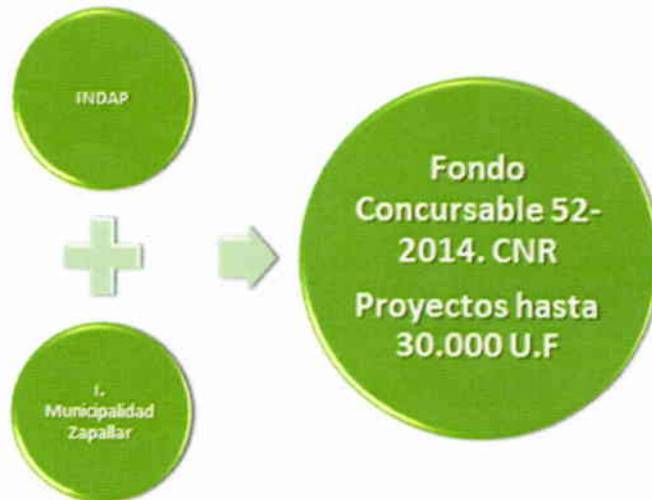 INDAP
I.
Municipalidad
Zapallar
Fondo
Concursable 52-
2014. CNR
Proyectos hasta
30.000 U.F